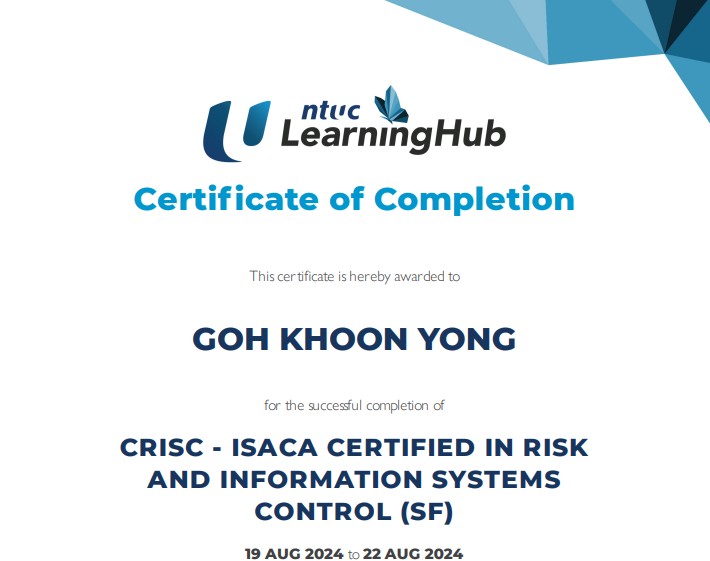 ntuc
LearningHub
Certificate of Completion
This certificate is hereby awarded to
GOH KHOON YONG
for the successful completion of
CRISC - ISACA CERTIFIED IN RISK
AND INFORMATION SYSTEMS
CONTROL (SF)
19 AUG 2024 to 22 AUG 2024